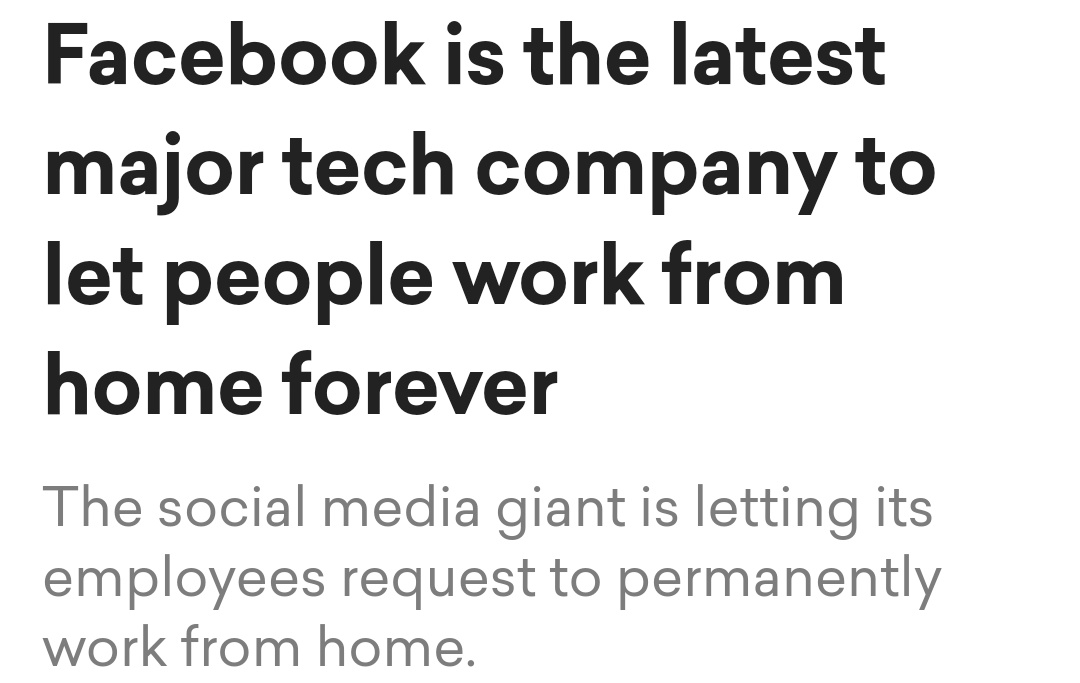 Facebook is the latest
major tech company to
let people work from
home forever
The social media giant is letting its
employees request to permanently
work from home.